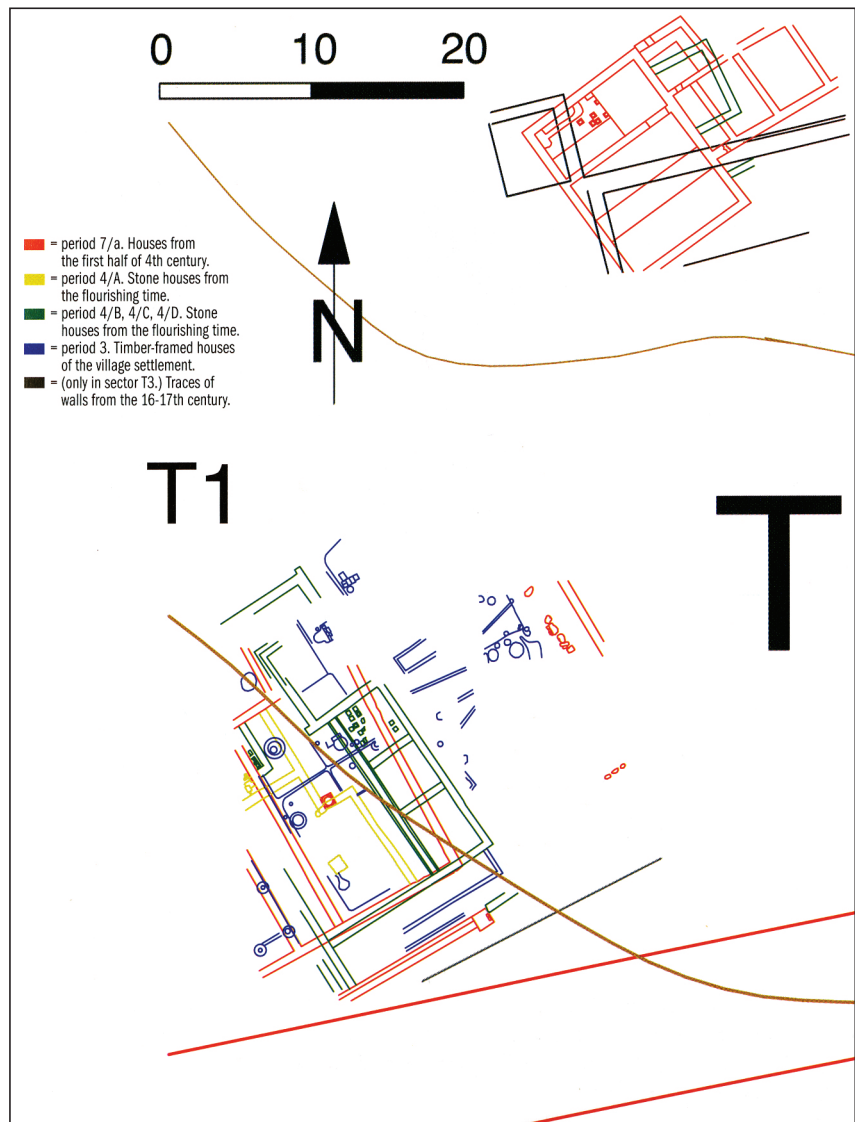 0 10 20
= period 7/a. Houses from
the first half of 4th century.
= period 4/A. Stone houses from
the flourishing time.
= period 4/B, 4/C, 4/D. Stone
houses from the flourishing time.
= period 3. Timber-framed houses
of the village settlement.
= (only in sector T3.) Traces of
walls from the 16-17th century.
N
T1
T